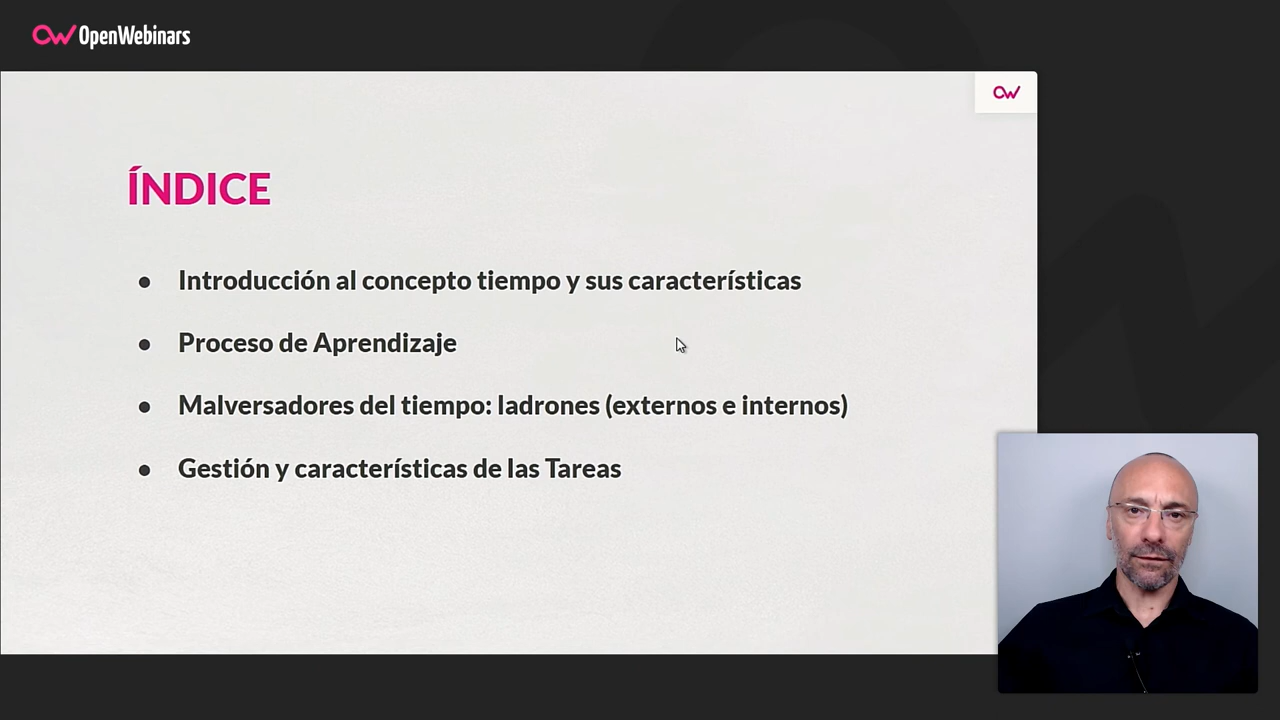 OpenWebinars
ÍNDICE
● Introducción al concepto tiempo y sus características
● Proceso de Aprendizaje
● Malversadores del tiempo: ladrones (externos e internos)
● Gestión y características de las Tareas